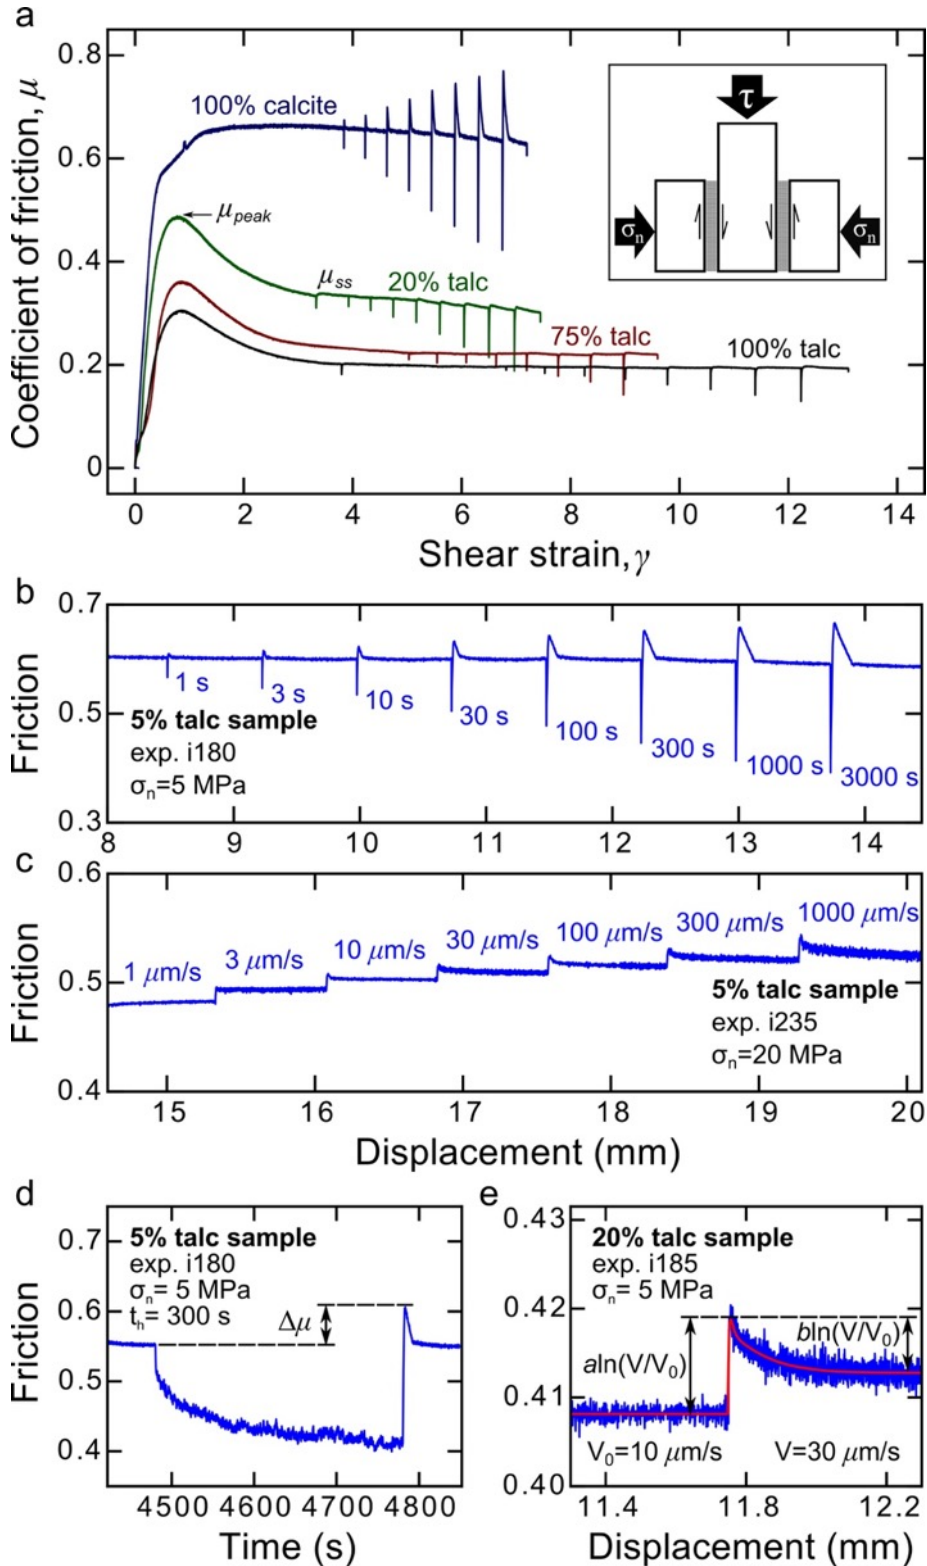 a
Coefficient of friction, μ
0.8
0.6
0.4
0.2
0
100% calcite
μpeak
μss
20% talc
75% talc
100% talc
τ
σn
σn
0 2 4 6 8 10 12 14
Shear strain, γ
b
Friction
0.7
0.5
0.3
1 s
3 s
10 s
30 s
100 s
300 s
1000 s
3000 s
5% talc sample
exp. i180
σn=5 MPa
8 9 10 11 12 13 14
c
Friction
0.6
0.5
0.4
1 μm/s
3 μm/s
10 μm/s
30 μm/s
100 μm/s
300 μm/s
1000 μm/s
5% talc sample
exp. i235
σn=20 MPa
15 16 17 18 19 20
Displacement (mm)
d
Friction
0.7
0.6
0.5
0.4
5% talc sample
exp. i180
σn= 5 MPa
th= 300 s
Δμ
4500 4600 4700 4800
Time (s)
e
0.43
0.42
0.41
0.40
20% talc sample
exp. i185
σn= 5 MPa
aln(V/V0)
bln(V/V0)
V0=10 μm/s
V=30 μm/s
11.4 11.8 12.2
Displacement (mm)